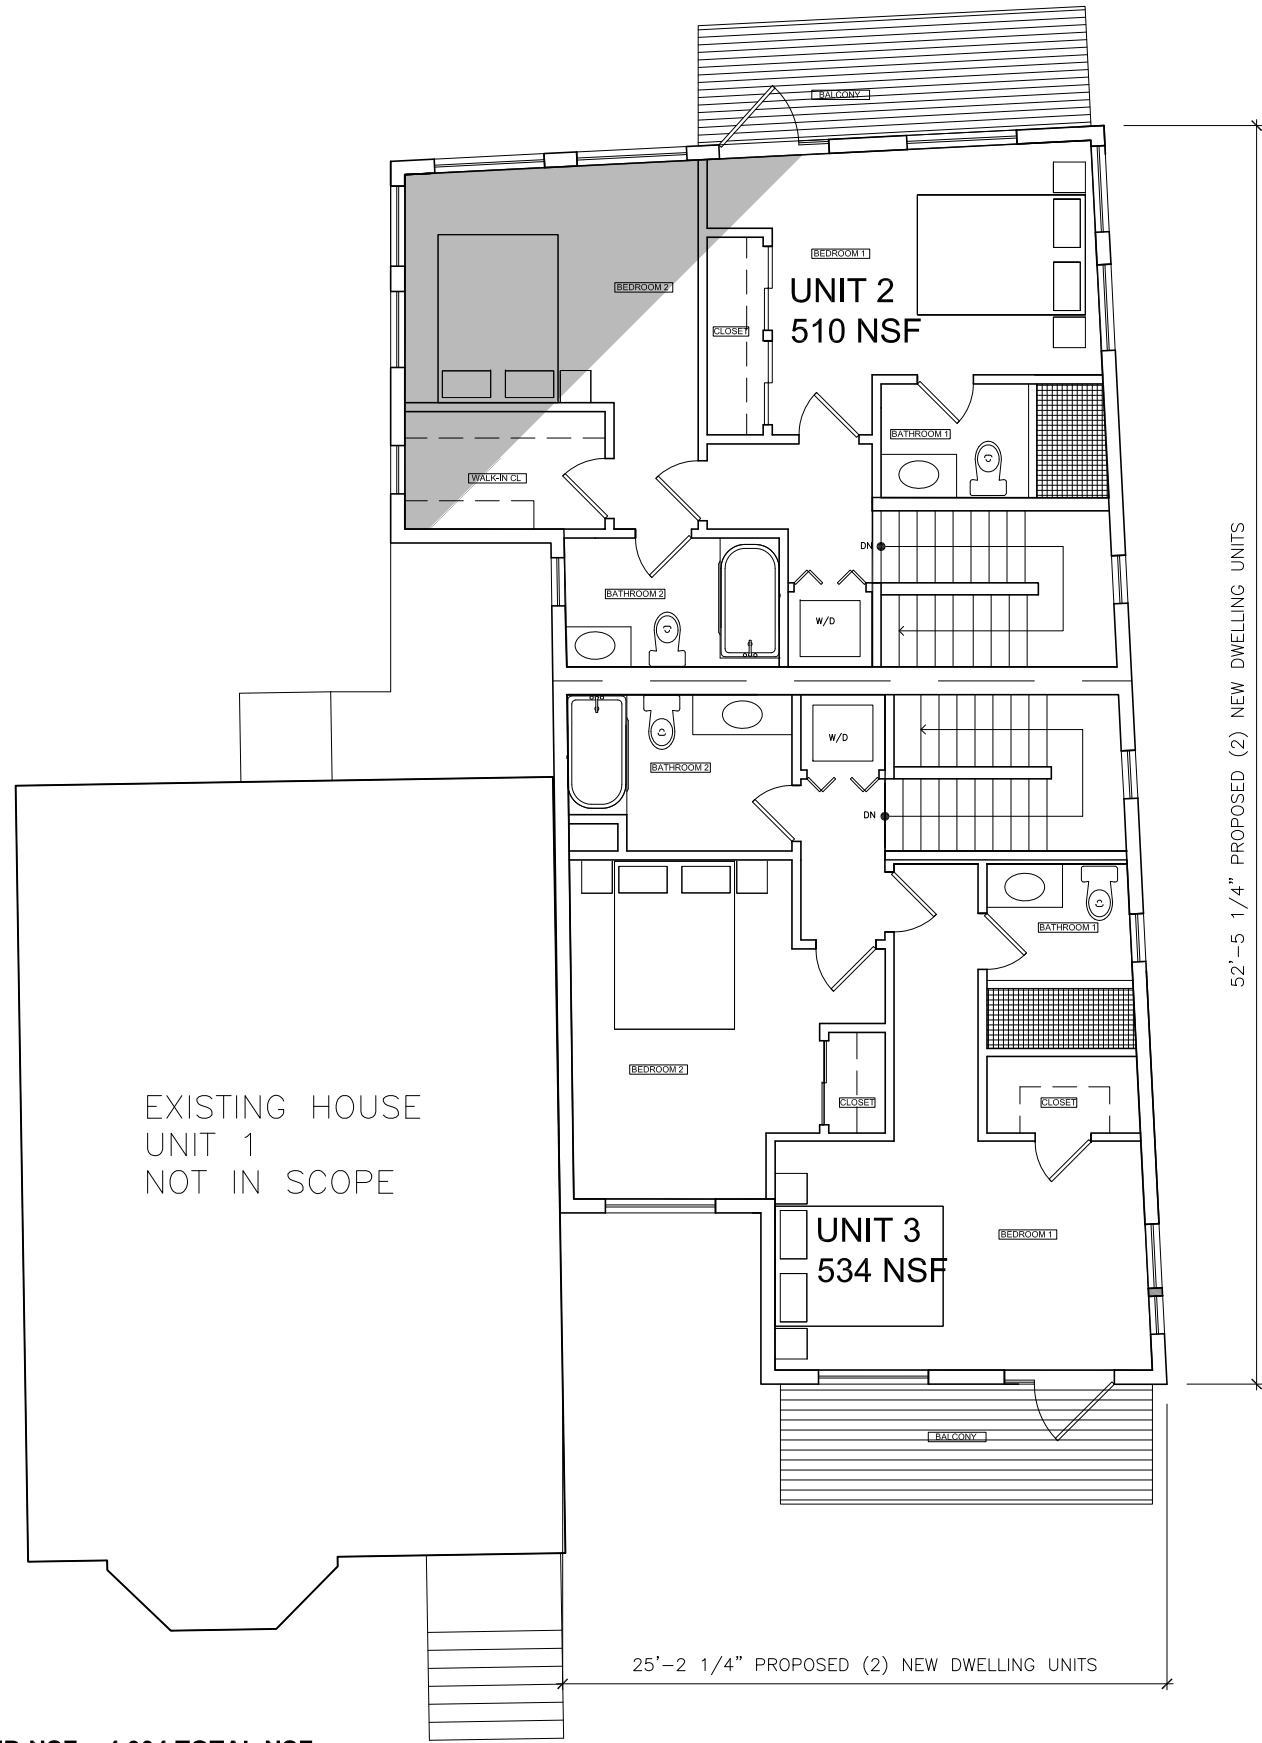 BALCONY
BEDROOM 1
UNIT 2
510 NSF
BEDROOM 2
CLOSET
BATHROOM 1
WALK-IN CL
DN
BATHROOM 2
W/D
52'-5 1/4" PROPOSED (2) NEW DWELLING UNITS
W/D
BATHROOM 2
DN
BATHROOM 1
BEDROOM 2
CLOSET
CLOSET
EXISTING HOUSE
UNIT 1
NOT IN SCOPE
UNIT 3
534 NSF
BEDROOM 1
BALCONY
25'-2 1/4" PROPOSED (2) NEW DWELLING UNITS